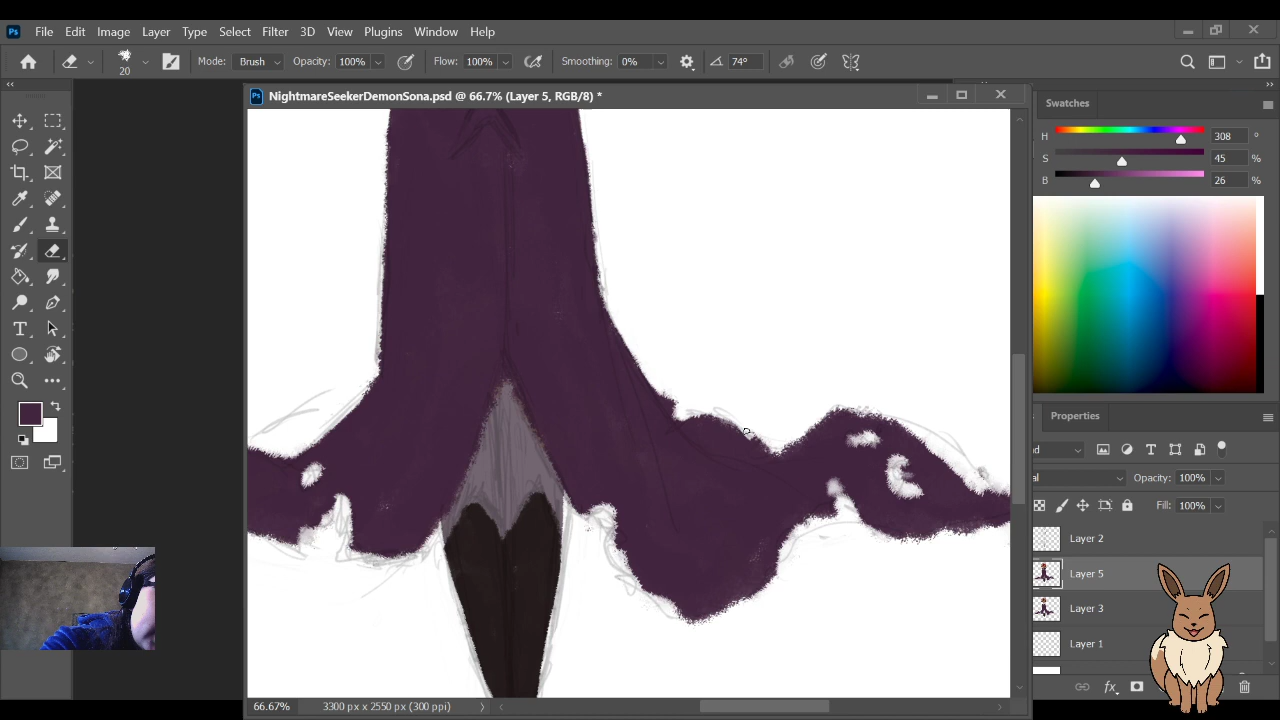 Ps File Edit Image Layer Type Select Filter 3D View Plugins Window Help
20 Mode: Brush Opacity: 100% Flow: 100% Smoothing: 0% 74°
Ps NightmareSeekerDemonSona.psd @ 66.7% (Layer 5, RGB/8) *
Swatches
H 308 °
S 45 %
B 26 %
Properties
Opacity: 100%
Fill: 100%
Layer 2
Layer 5
Layer 3
Layer 1
fx
66.67% 3300 px x 2550 px (300 ppi)